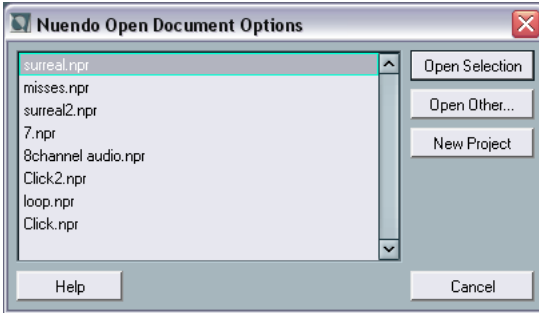 Nuendo Open Document Options
surreal.npr
misses.npr
surreal2.npr
7.npr
8channel audio.npr
Click2.npr
loop.npr
Click.npr
Open Selection
Open Other...
New Project
Help
Cancel